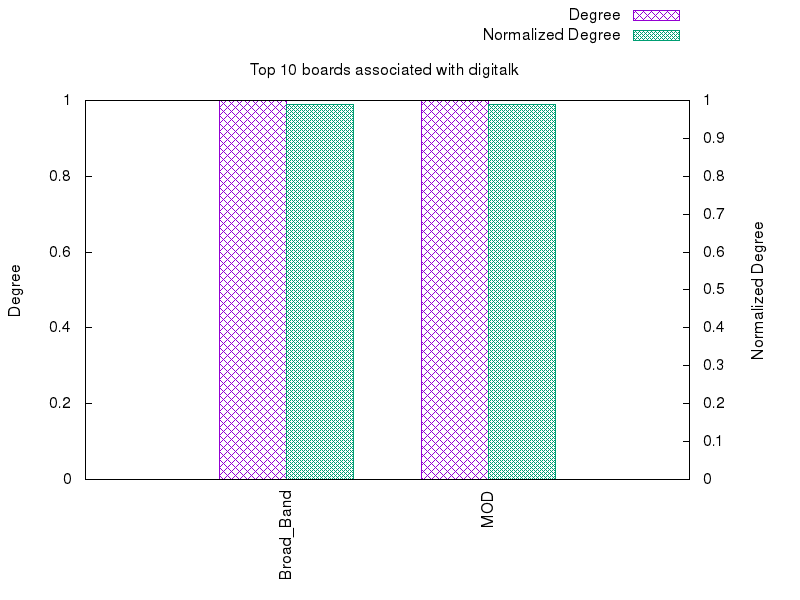 Degree
Normalized Degree
Top 10 boards associated with digitalk
1
0.8
0.6
0.4
0.2
0
Degree
1
0.9
0.8
0.7
0.6
0.5
0.4
0.3
0.2
0.1
0
Normalized Degree
Broad_Band
MOD